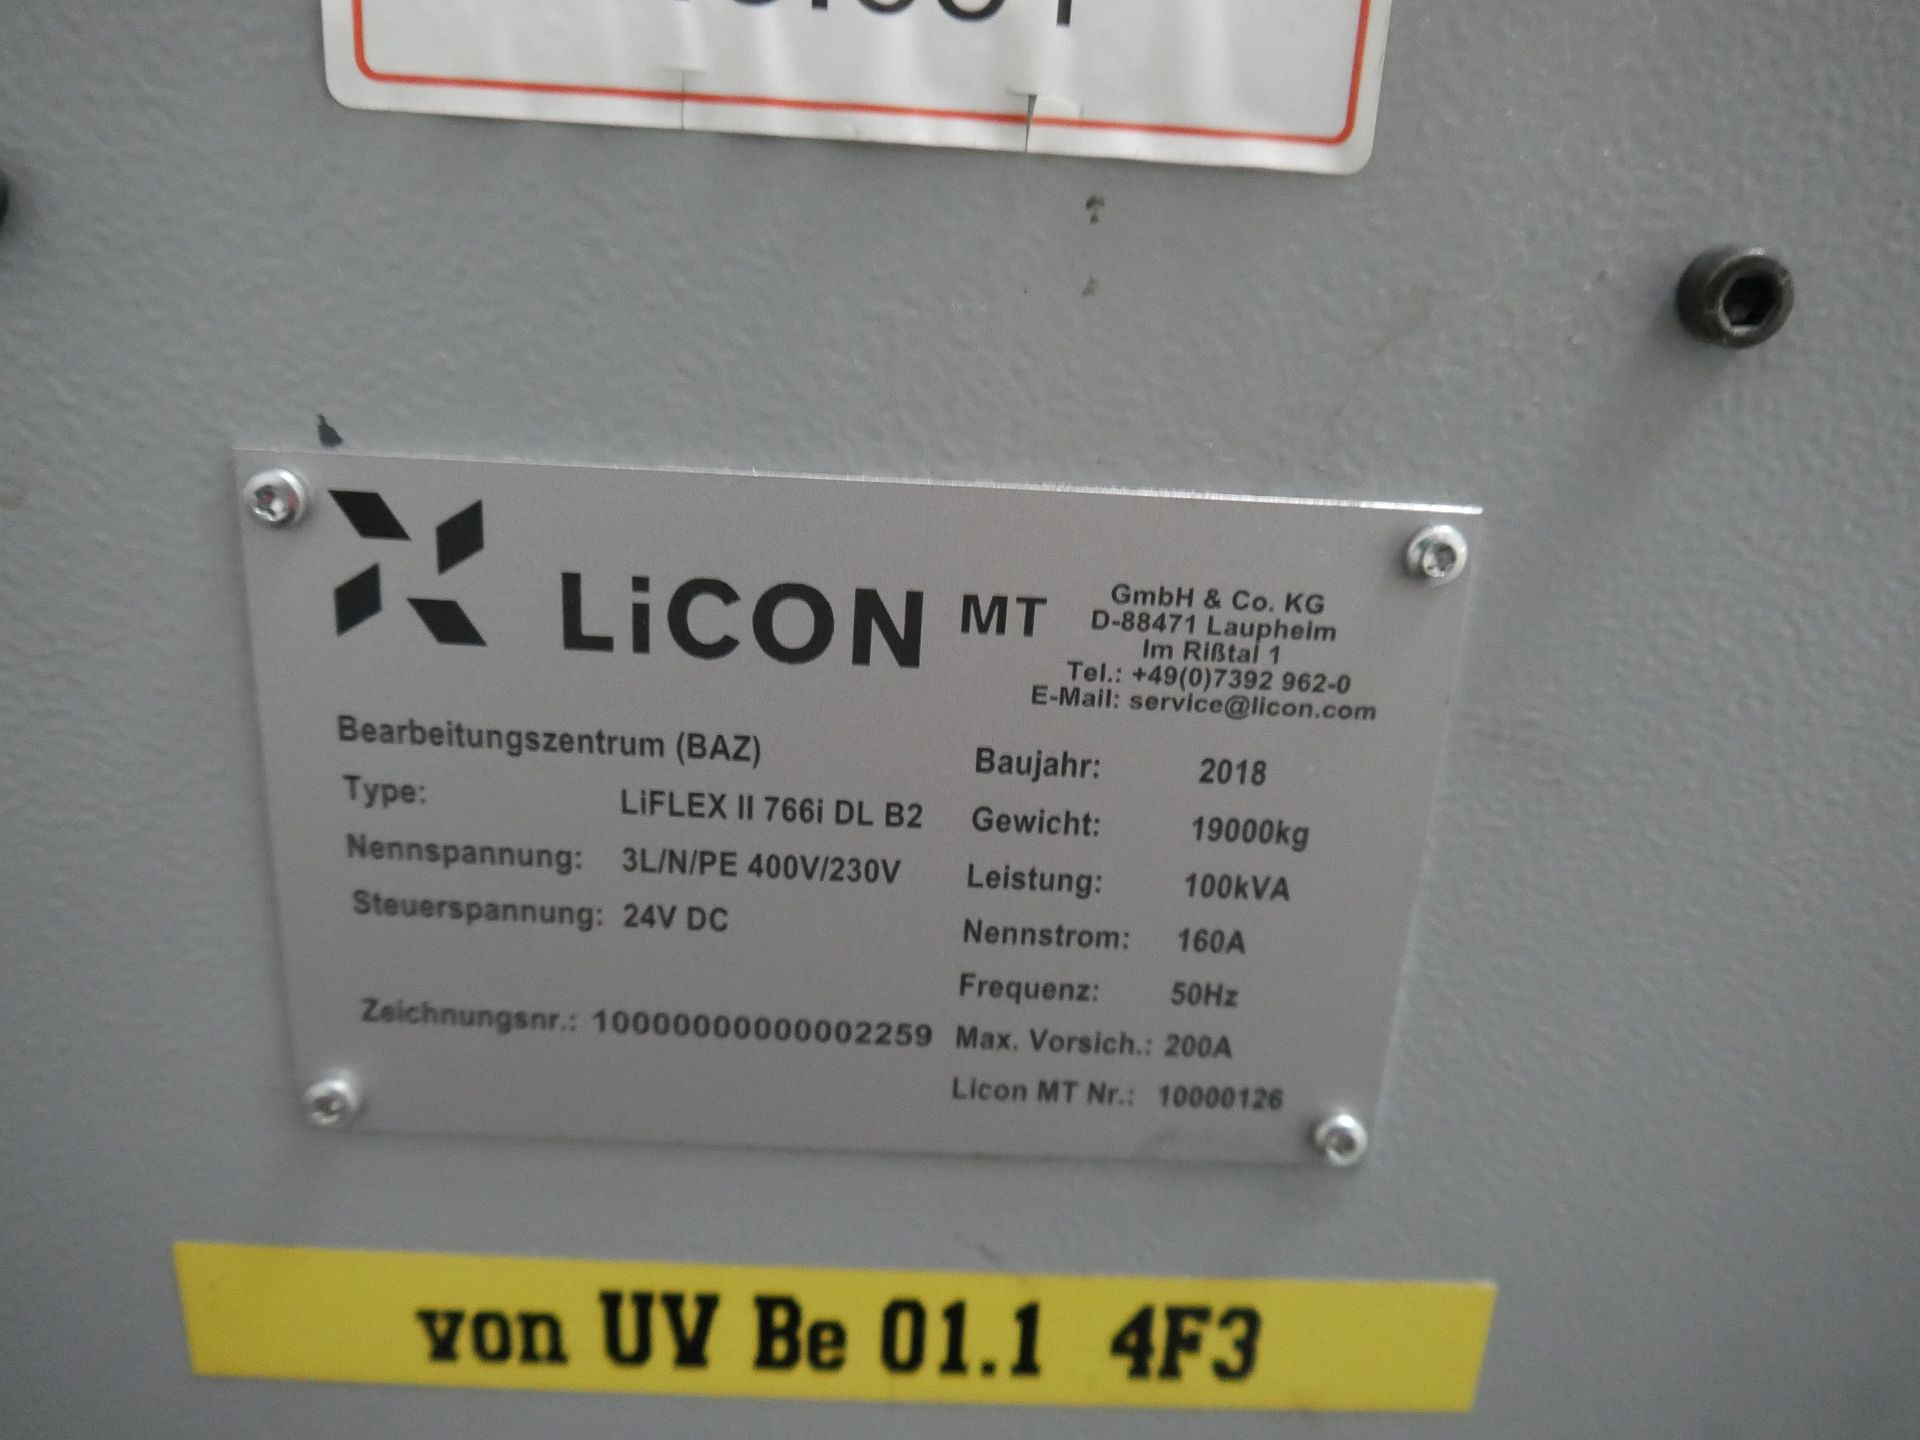 LiCON MT
GmbH & Co. KG
D-88471 Laupheim
Im Rißtal 1
Tel.: +49(0)7392 962-0
E-Mail: service@licon.com
Bearbeitungszentrum (BAZ)
Type: LiFLEX II 766i DL B2
Nennspannung: 3L/N/PE 400V/230V
Steuerspannung: 24V DC
Zeichnungsnr.: 10000000000002259
Baujahr: 2018
Gewicht: 19000kg
Leistung: 100kVA
Nennstrom: 160A
Frequenz: 50Hz
Max. Vorsich.: 200A
Licon MT Nr.: 10000126
von UV Be 01.1 4F3